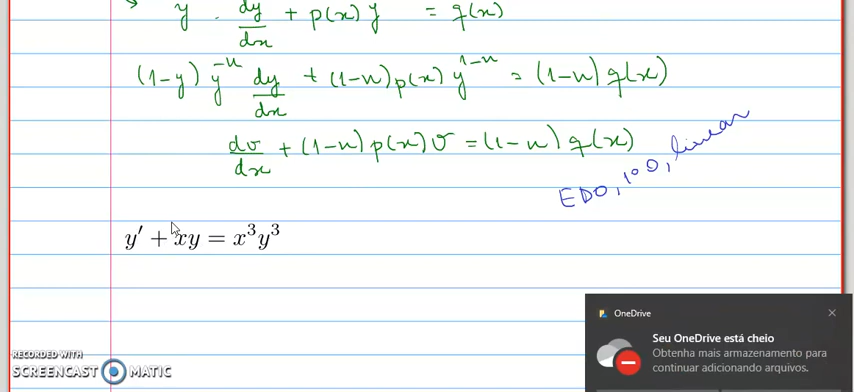 y · dy/dx + p(x) y = q(x)
(1-y) y^-n dy/dx + (1-n) p(x) y^1-n = (1-n) q(x)
dv/dx + (1-n) p(x) v = (1-n) q(x)
EDO, 1º O, linear
y′ + xy = x³y³
OneDrive
Seu OneDrive está cheio
Obtenha mais armazenamento para
continuar adicionando arquivos.
RECORDED WITH
SCREENCAST MATIC